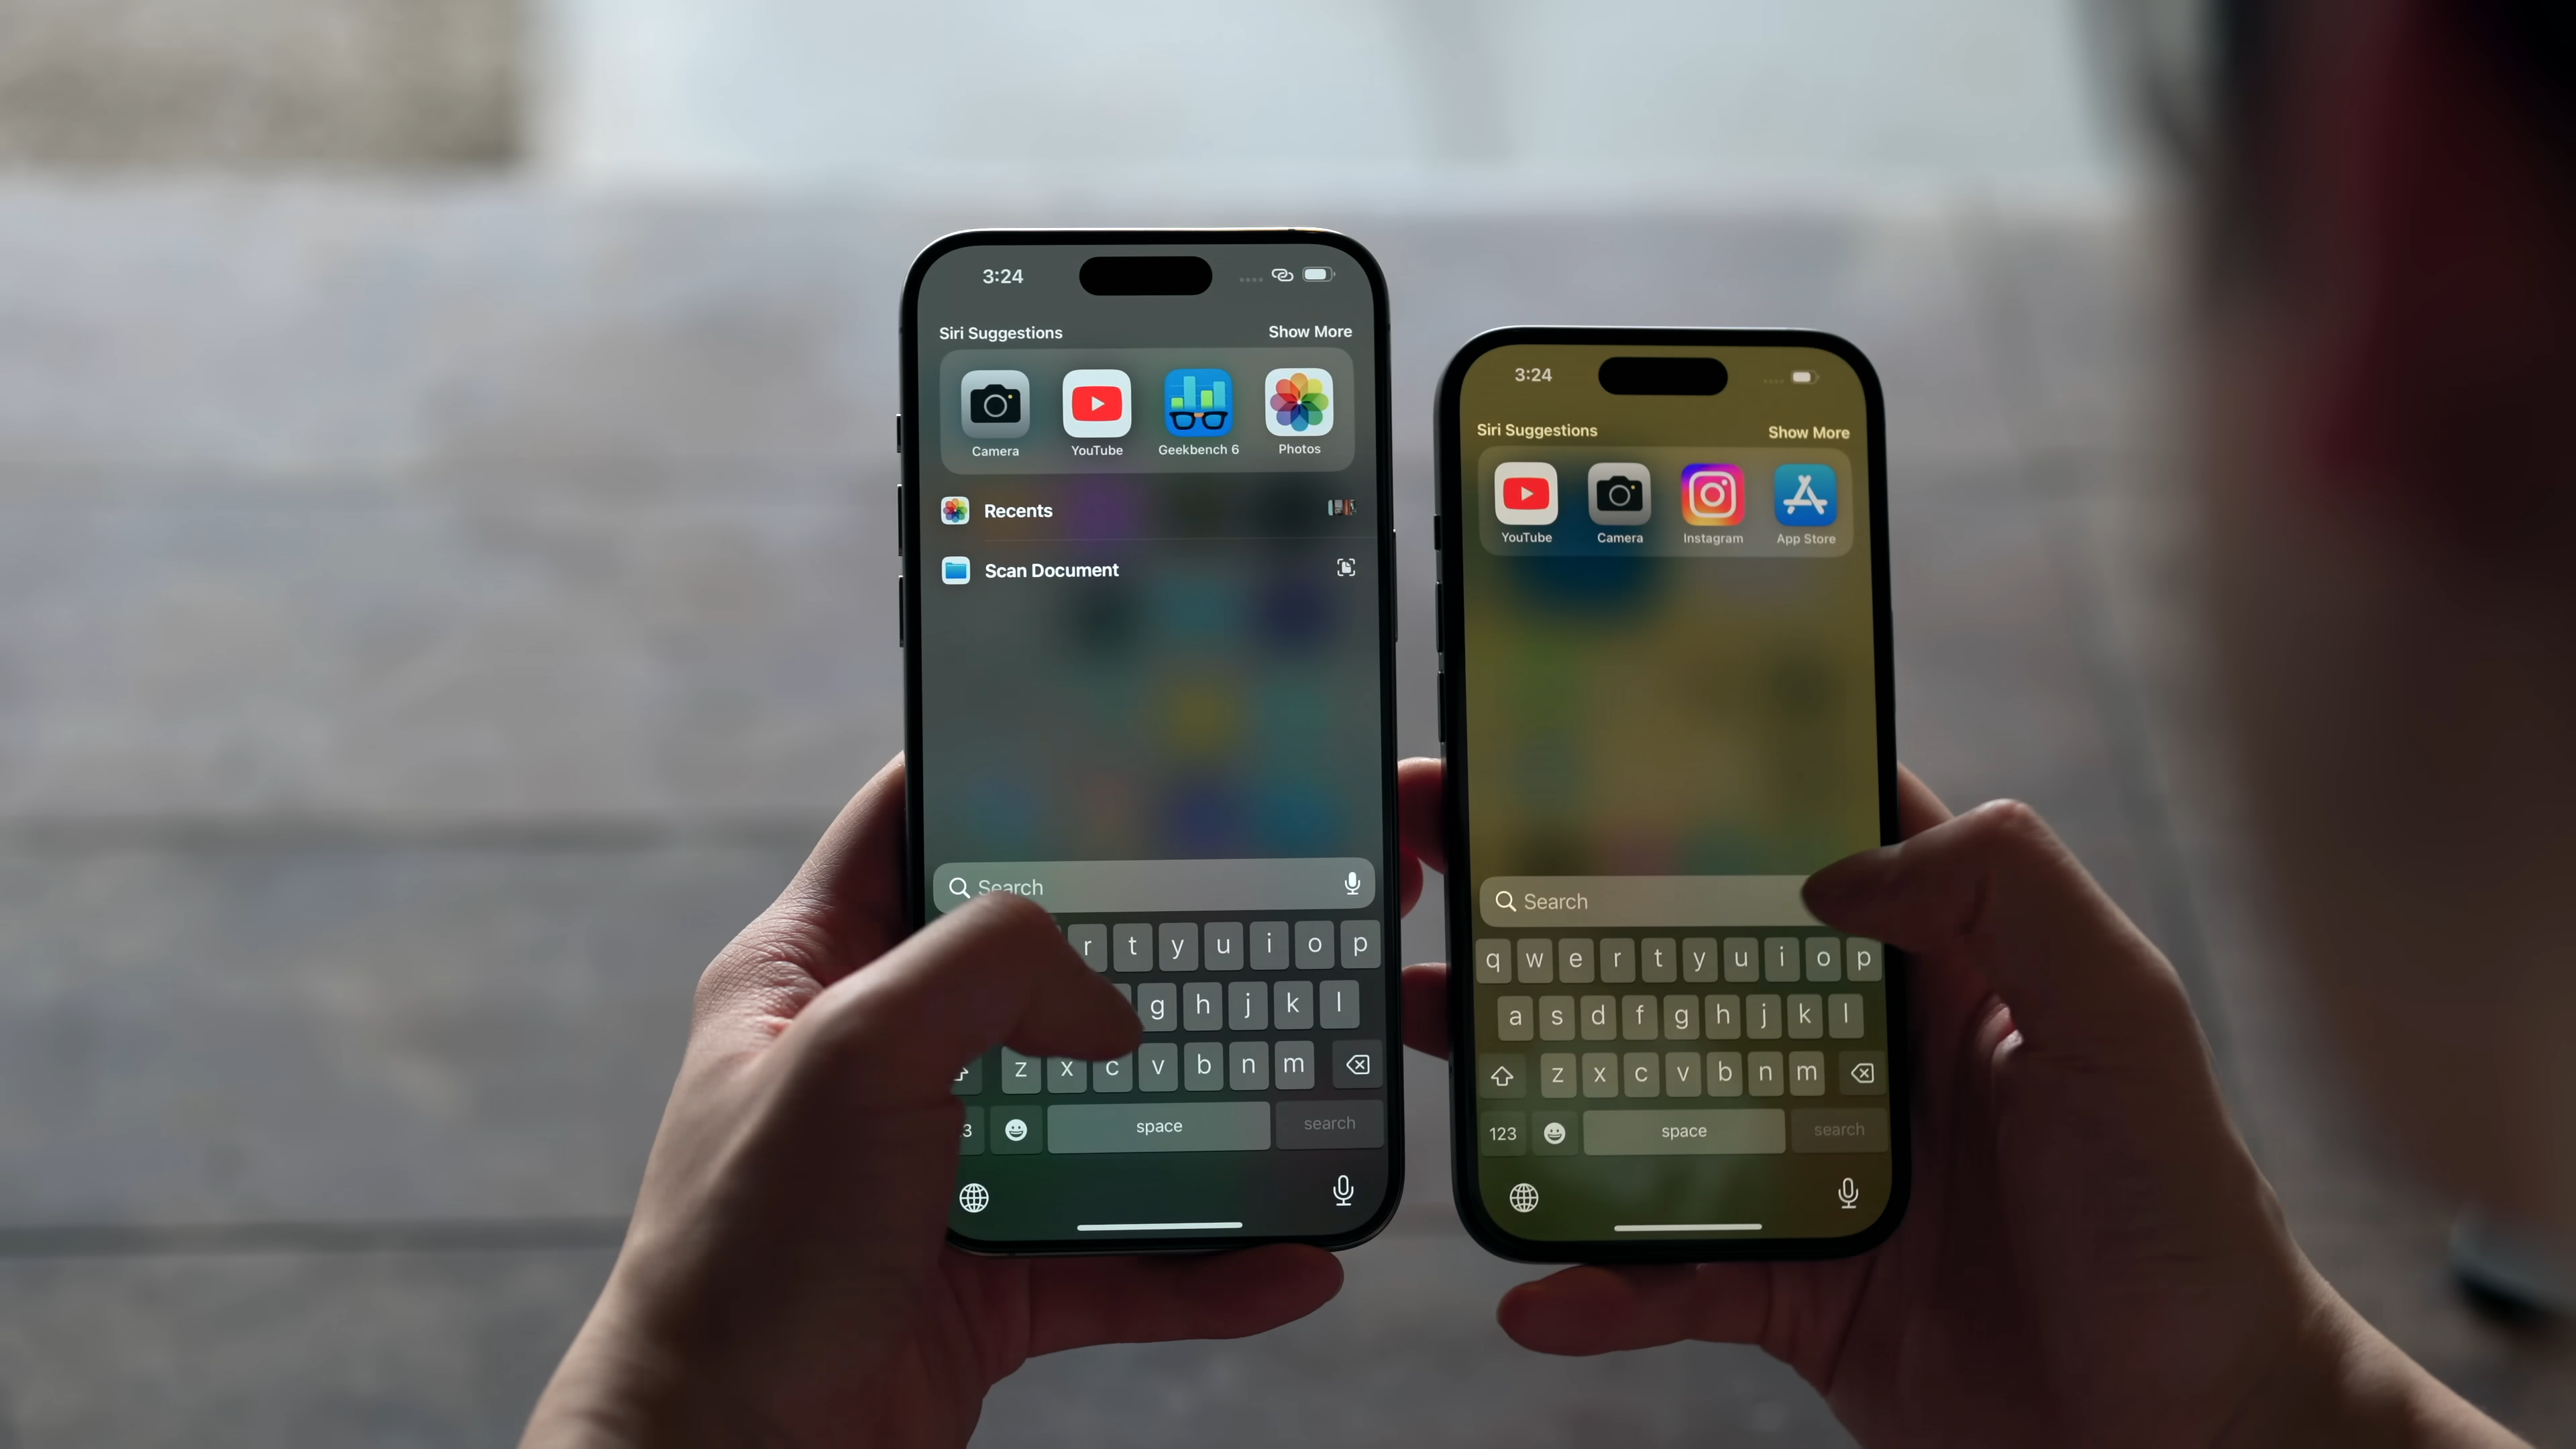 3:24
Siri Suggestions
Show More
Camera
YouTube
Geekbench 6
Photos
Recents
Scan Document
Search
r t y u i o p
g h j k l
z x c v b n m
3
space
search
3:24
Siri Suggestions
Show More
YouTube
Camera
Instagram
App Store
Search
q w e r t y u i o p
a s d f g h j k l
z x c v b n m
123
space
search